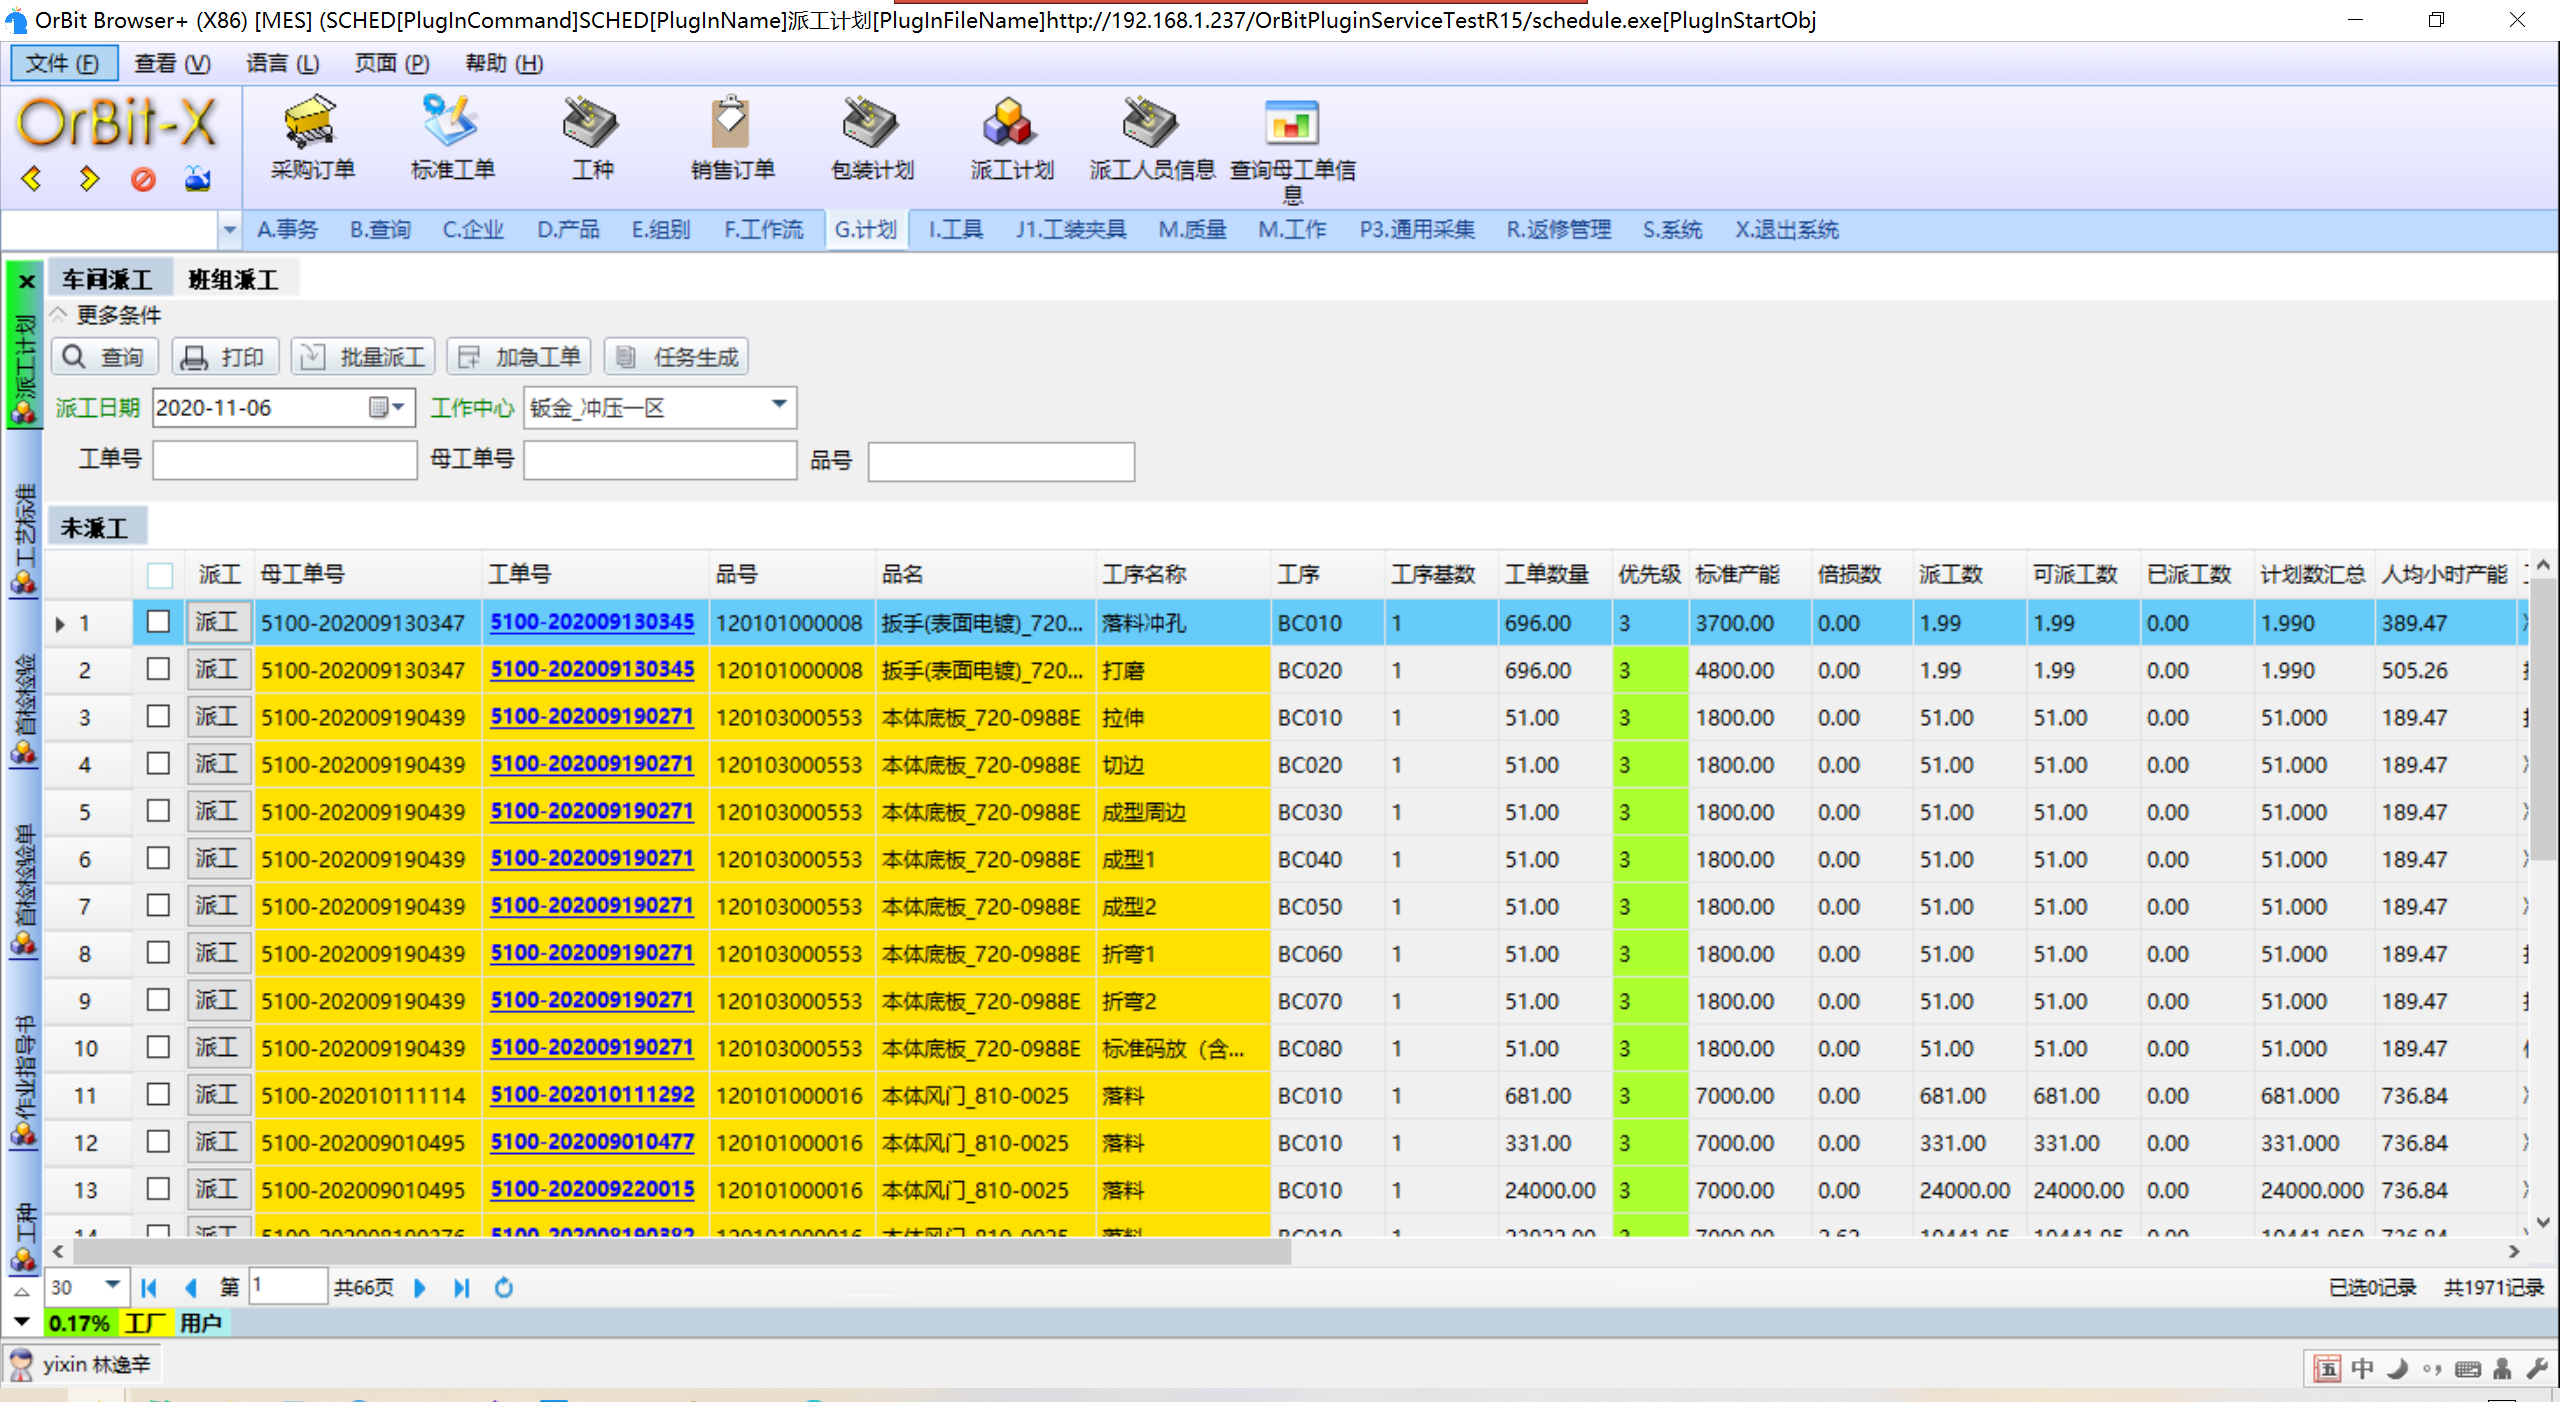 OrBit Browser+ (X86) [MES] (SCHED[PlugInCommand]SCHED[PlugInName]派工计划[PlugInFileName]http://192.168.1.237/OrBitPluginServiceTestR15/schedule.exe[PlugInStartObj
文件 (F) 查看 (V) 语言 (L) 页面 (P) 帮助 (H)
OrBit-X
采购订单 标准工单 工种 销售订单 包装计划 派工计划 派工人员信息 查询母工单信息
A.事务 B.查询 C.企业 D.产品 E.组别 F.工作流 G.计划 I.工具 J1.工装夹具 M.质量 M.工作 P3.通用采集 R.返修管理 S.系统 X.退出系统
派工计划
工艺标准
首检检验
首检检验单
作业指导书
工种
车间派工 班组派工
更多条件
查询 打印 批量派工 加急工单 任务生成
派工日期 2020-11-06 工作中心 钣金_冲压一区
工单号 母工单号 品号
未派工
派工 母工单号 工单号 品号 品名 工序名称 工序 工序基数 工单数量 优先级 标准产能 倍损数 派工数 可派工数 已派工数 计划数汇总 人均小时产能
1 派工 5100-202009130347 5100-202009130345 120101000008 扳手(表面电镀)_720... 落料冲孔 BC010 1 696.00 3 3700.00 0.00 1.99 1.99 0.00 1.990 389.47
2 派工 5100-202009130347 5100-202009130345 120101000008 扳手(表面电镀)_720... 打磨 BC020 1 696.00 3 4800.00 0.00 1.99 1.99 0.00 1.990 505.26
3 派工 5100-202009190439 5100-202009190271 120103000553 本体底板_720-0988E 拉伸 BC010 1 51.00 3 1800.00 0.00 51.00 51.00 0.00 51.000 189.47
4 派工 5100-202009190439 5100-202009190271 120103000553 本体底板_720-0988E 切边 BC020 1 51.00 3 1800.00 0.00 51.00 51.00 0.00 51.000 189.47
5 派工 5100-202009190439 5100-202009190271 120103000553 本体底板_720-0988E 成型周边 BC030 1 51.00 3 1800.00 0.00 51.00 51.00 0.00 51.000 189.47
6 派工 5100-202009190439 5100-202009190271 120103000553 本体底板_720-0988E 成型1 BC040 1 51.00 3 1800.00 0.00 51.00 51.00 0.00 51.000 189.47
7 派工 5100-202009190439 5100-202009190271 120103000553 本体底板_720-0988E 成型2 BC050 1 51.00 3 1800.00 0.00 51.00 51.00 0.00 51.000 189.47
8 派工 5100-202009190439 5100-202009190271 120103000553 本体底板_720-0988E 折弯1 BC060 1 51.00 3 1800.00 0.00 51.00 51.00 0.00 51.000 189.47
9 派工 5100-202009190439 5100-202009190271 120103000553 本体底板_720-0988E 折弯2 BC070 1 51.00 3 1800.00 0.00 51.00 51.00 0.00 51.000 189.47
10 派工 5100-202009190439 5100-202009190271 120103000553 本体底板_720-0988E 标准码放（含... BC080 1 51.00 3 1800.00 0.00 51.00 51.00 0.00 51.000 189.47
11 派工 5100-202010111114 5100-202010111292 120101000016 本体风门_810-0025 落料 BC010 1 681.00 3 7000.00 0.00 681.00 681.00 0.00 681.000 736.84
12 派工 5100-202009010495 5100-202009010477 120101000016 本体风门_810-0025 落料 BC010 1 331.00 3 7000.00 0.00 331.00 331.00 0.00 331.000 736.84
13 派工 5100-202009010495 5100-202009220015 120101000016 本体风门_810-0025 落料 BC010 1 24000.00 3 7000.00 0.00 24000.00 24000.00 0.00 24000.000 736.84
30 第 1 共66页 已选0记录 共1971记录
0.17% 工厂 用户
yixin 林逸辛 五 中